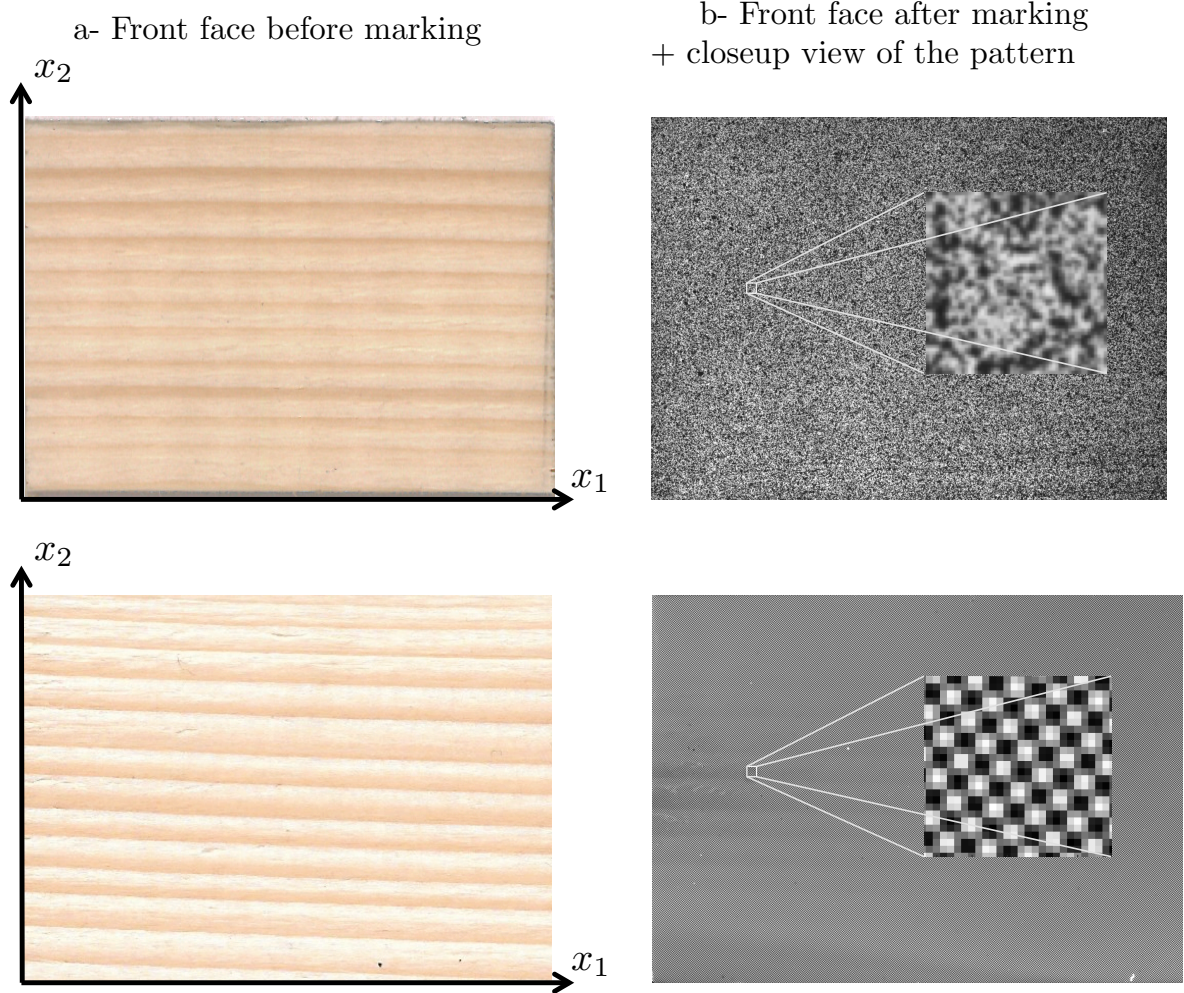 a- Front face before marking
b- Front face after marking
+ closeup view of the pattern
x₂
x₁
x₂
x₁